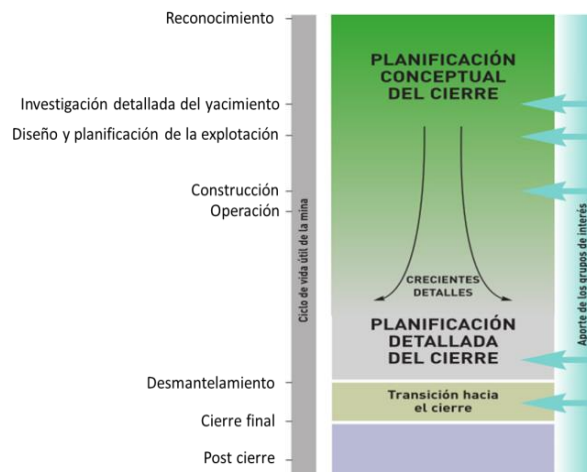 Reconocimiento
Investigación detallada del yacimiento
Diseño y planificación de la explotación
Construcción
Operación
Desmantelamiento
Cierre final
Post cierre
Ciclo de vida útil de la mina
PLANIFICACIÓN
CONCEPTUAL
DEL CIERRE
CRECIENTES
DETALLES
PLANIFICACIÓN
DETALLADA
DEL CIERRE
Transición hacia
el cierre
Aporte de los grupos de interés